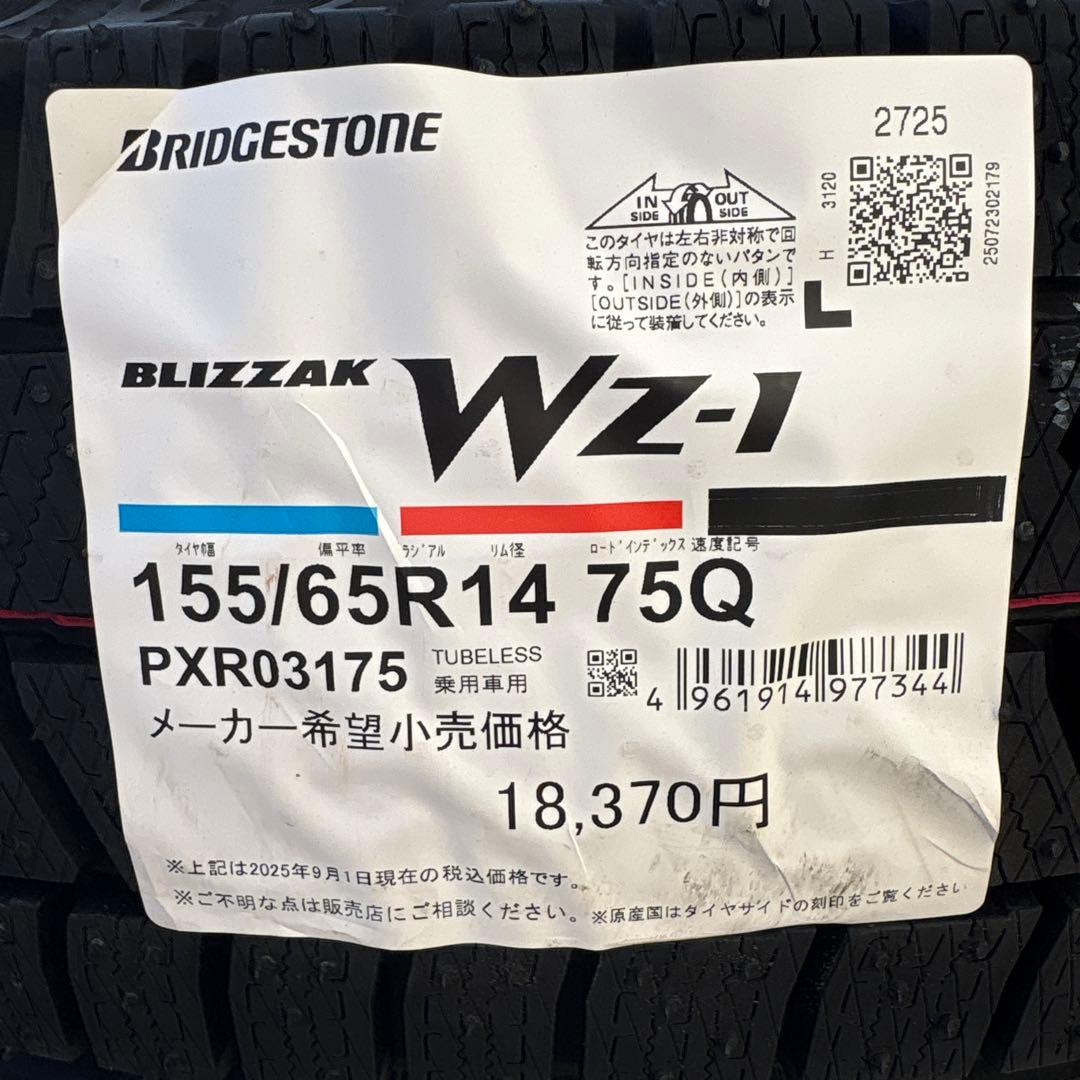 BRIDGESTONE
2725
IN SIDE OUT SIDE
H 3120
25072302179
このタイヤは左右非対称で回
転方向指定のないパタンで
す。[INSIDE(内側)]
[OUTSIDE(外側)]の表示
に従って装着してください。
L
BLIZZAK WZ-1
タイヤ幅 偏平率 ラジアル リム径 ロードインデックス 速度記号
155/65R14 75Q
PXR03175 TUBELESS
乗用車用
4 961914 977344
メーカー希望小売価格
18,370円
※上記は2025年9月1日現在の税込価格です。
※ご不明な点は販売店にご相談ください。※原産国はタイヤサイドの刻印をご覧ください